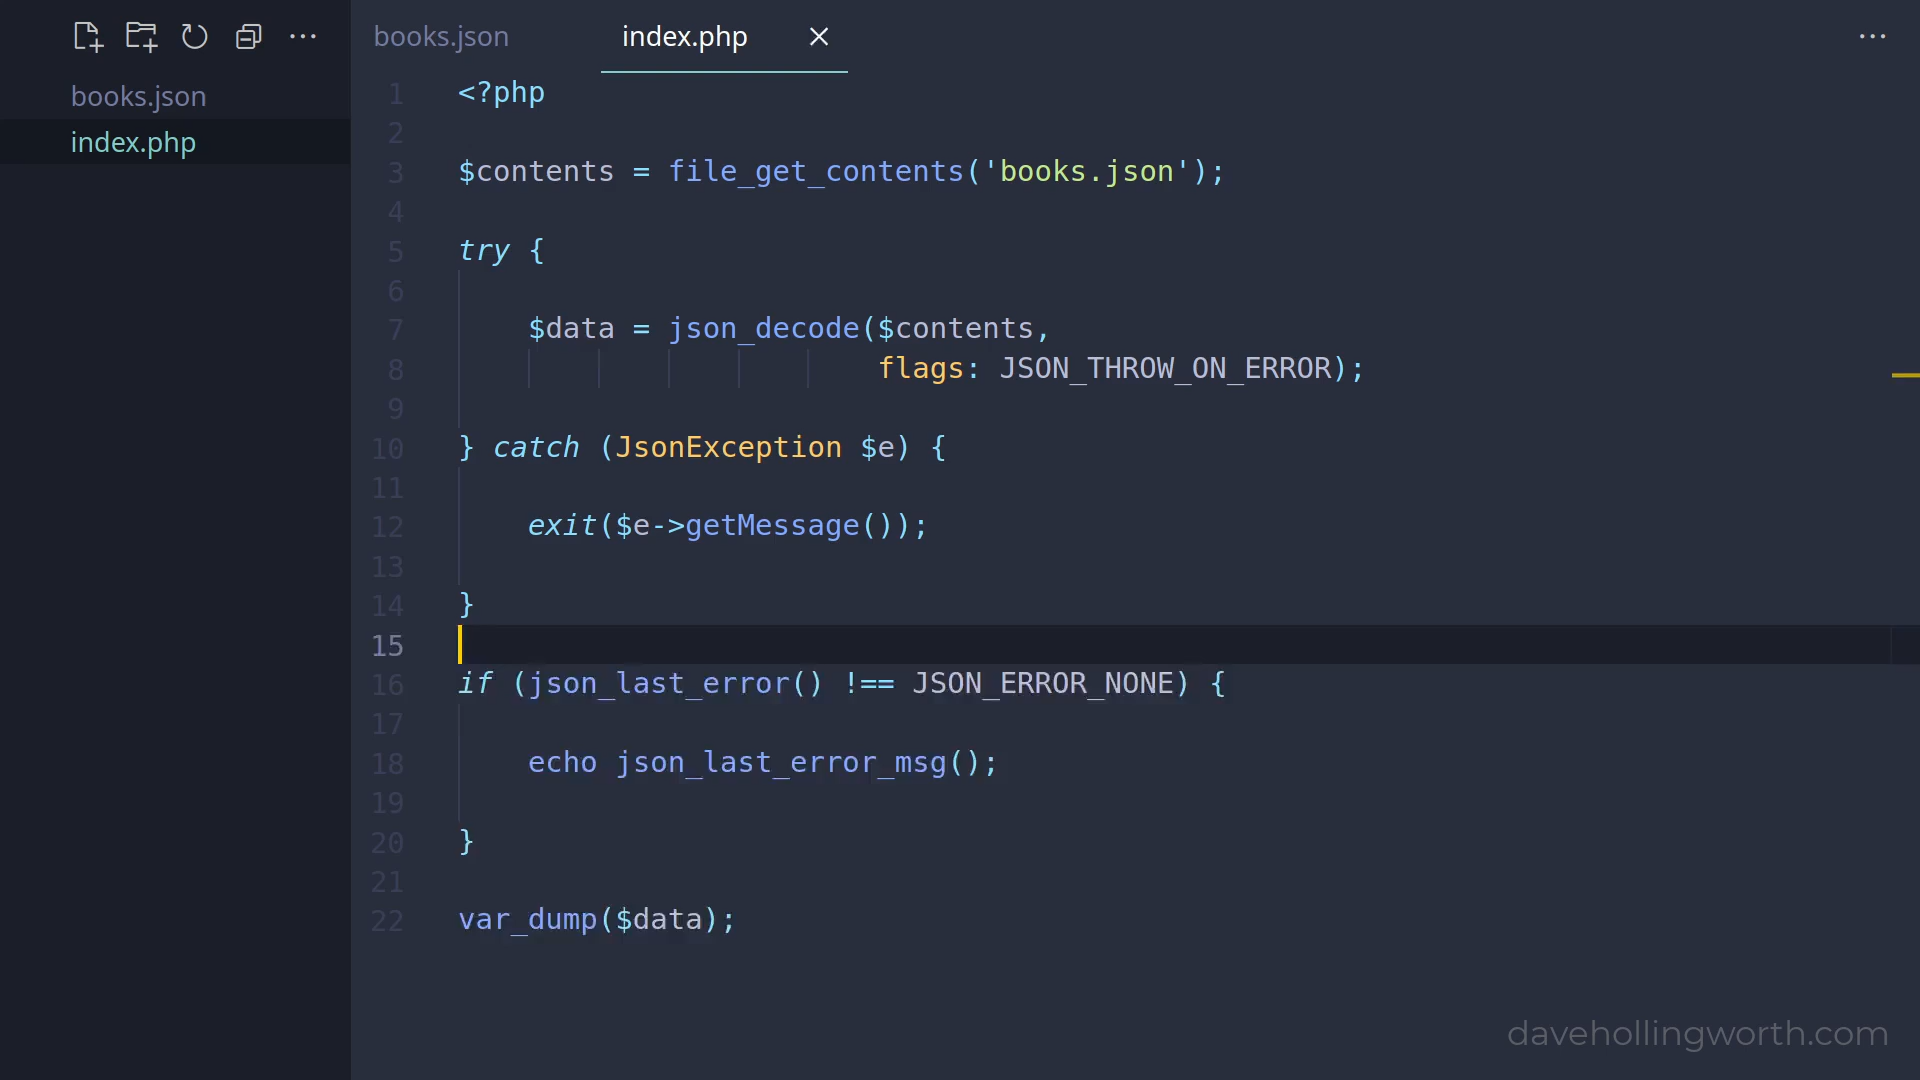 books.json
index.php
books.json index.php
1 <?php
2
3 $contents = file_get_contents('books.json');
4
5 try {
6
7     $data = json_decode($contents,
8                         flags: JSON_THROW_ON_ERROR);
9
10 } catch (JsonException $e) {
11
12     exit($e->getMessage());
13
14 }
15
16 if (json_last_error() !== JSON_ERROR_NONE) {
17
18     echo json_last_error_msg();
19
20 }
21
22 var_dump($data);
davehollingworth.com